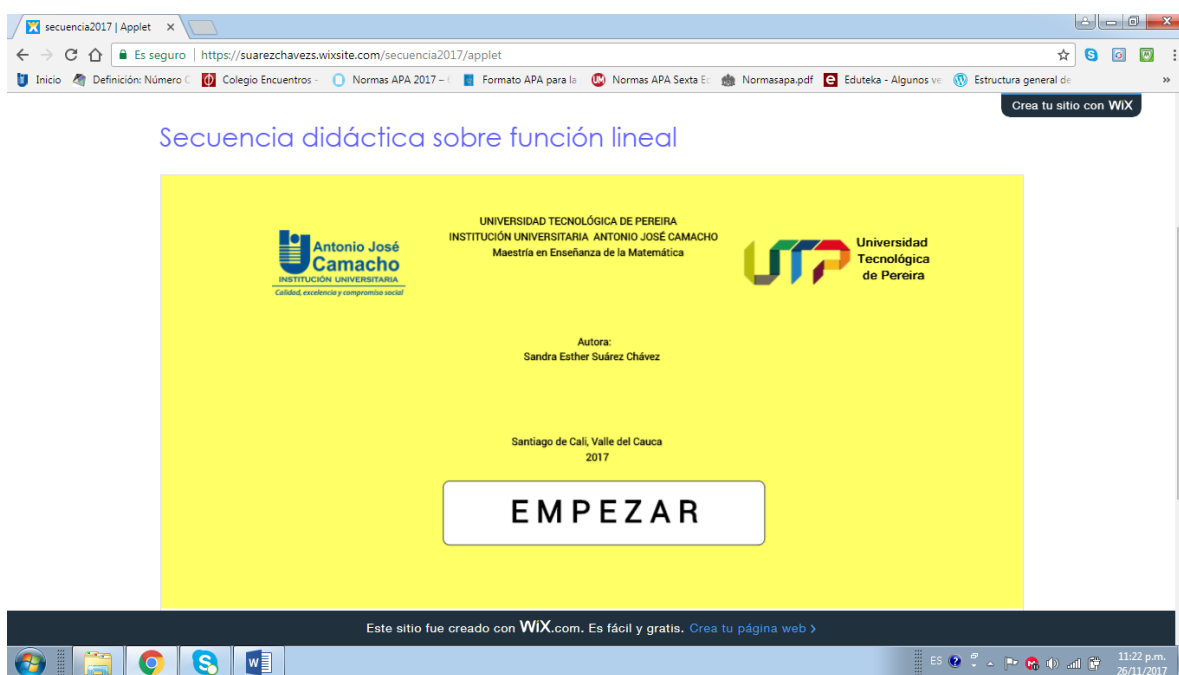 secuencia2017 | Applet
Es seguro | https://suarezchavezs.wixsite.com/secuencia2017/applet
Inicio Definición: Número C Colegio Encuentros - Normas APA 2017 – Formato APA para la Normas APA Sexta Ed Normasapa.pdf Eduteka - Algunos ve Estructura general de »
Crea tu sitio con WiX
Secuencia didáctica sobre función lineal
UNIVERSIDAD TECNOLÓGICA DE PEREIRA
INSTITUCIÓN UNIVERSITARIA ANTONIO JOSÉ CAMACHO
Maestría en Enseñanza de la Matemática
Antonio José
Camacho
INSTITUCIÓN UNIVERSITARIA
Calidad, excelencia y compromiso social
UTP
Universidad
Tecnológica
de Pereira
Autora:
Sandra Esther Suárez Chávez
Santiago de Cali, Valle del Cauca
2017
EMPEZAR
Este sitio fue creado con WiX.com. Es fácil y gratis. Crea tu página web >
ES
11:22 p.m.
26/11/2017